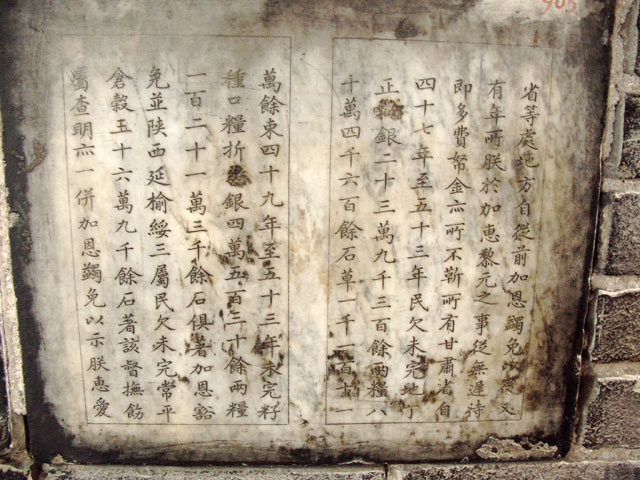 省等處地方自從前加恩蠲免以後又
有年所朕於加惠黎元之事從無遲待
即多費帑金亦所不靳所有甘肅省自
四十七年至五十三年民欠未完地丁
正銀二十三萬九千三百餘兩糧八
十萬四千六百餘石草一千一百十一
萬餘束四十九年至五十三年未完籽
種口糧折銀四萬五百三十餘兩糧
一百二十一萬三千餘石俱著加恩豁
免並陝西延榆綏三屬民欠未完常平
倉穀五十六萬九千餘石著該督撫飭
屬查明亦一併加恩蠲免以示朕惠愛
905